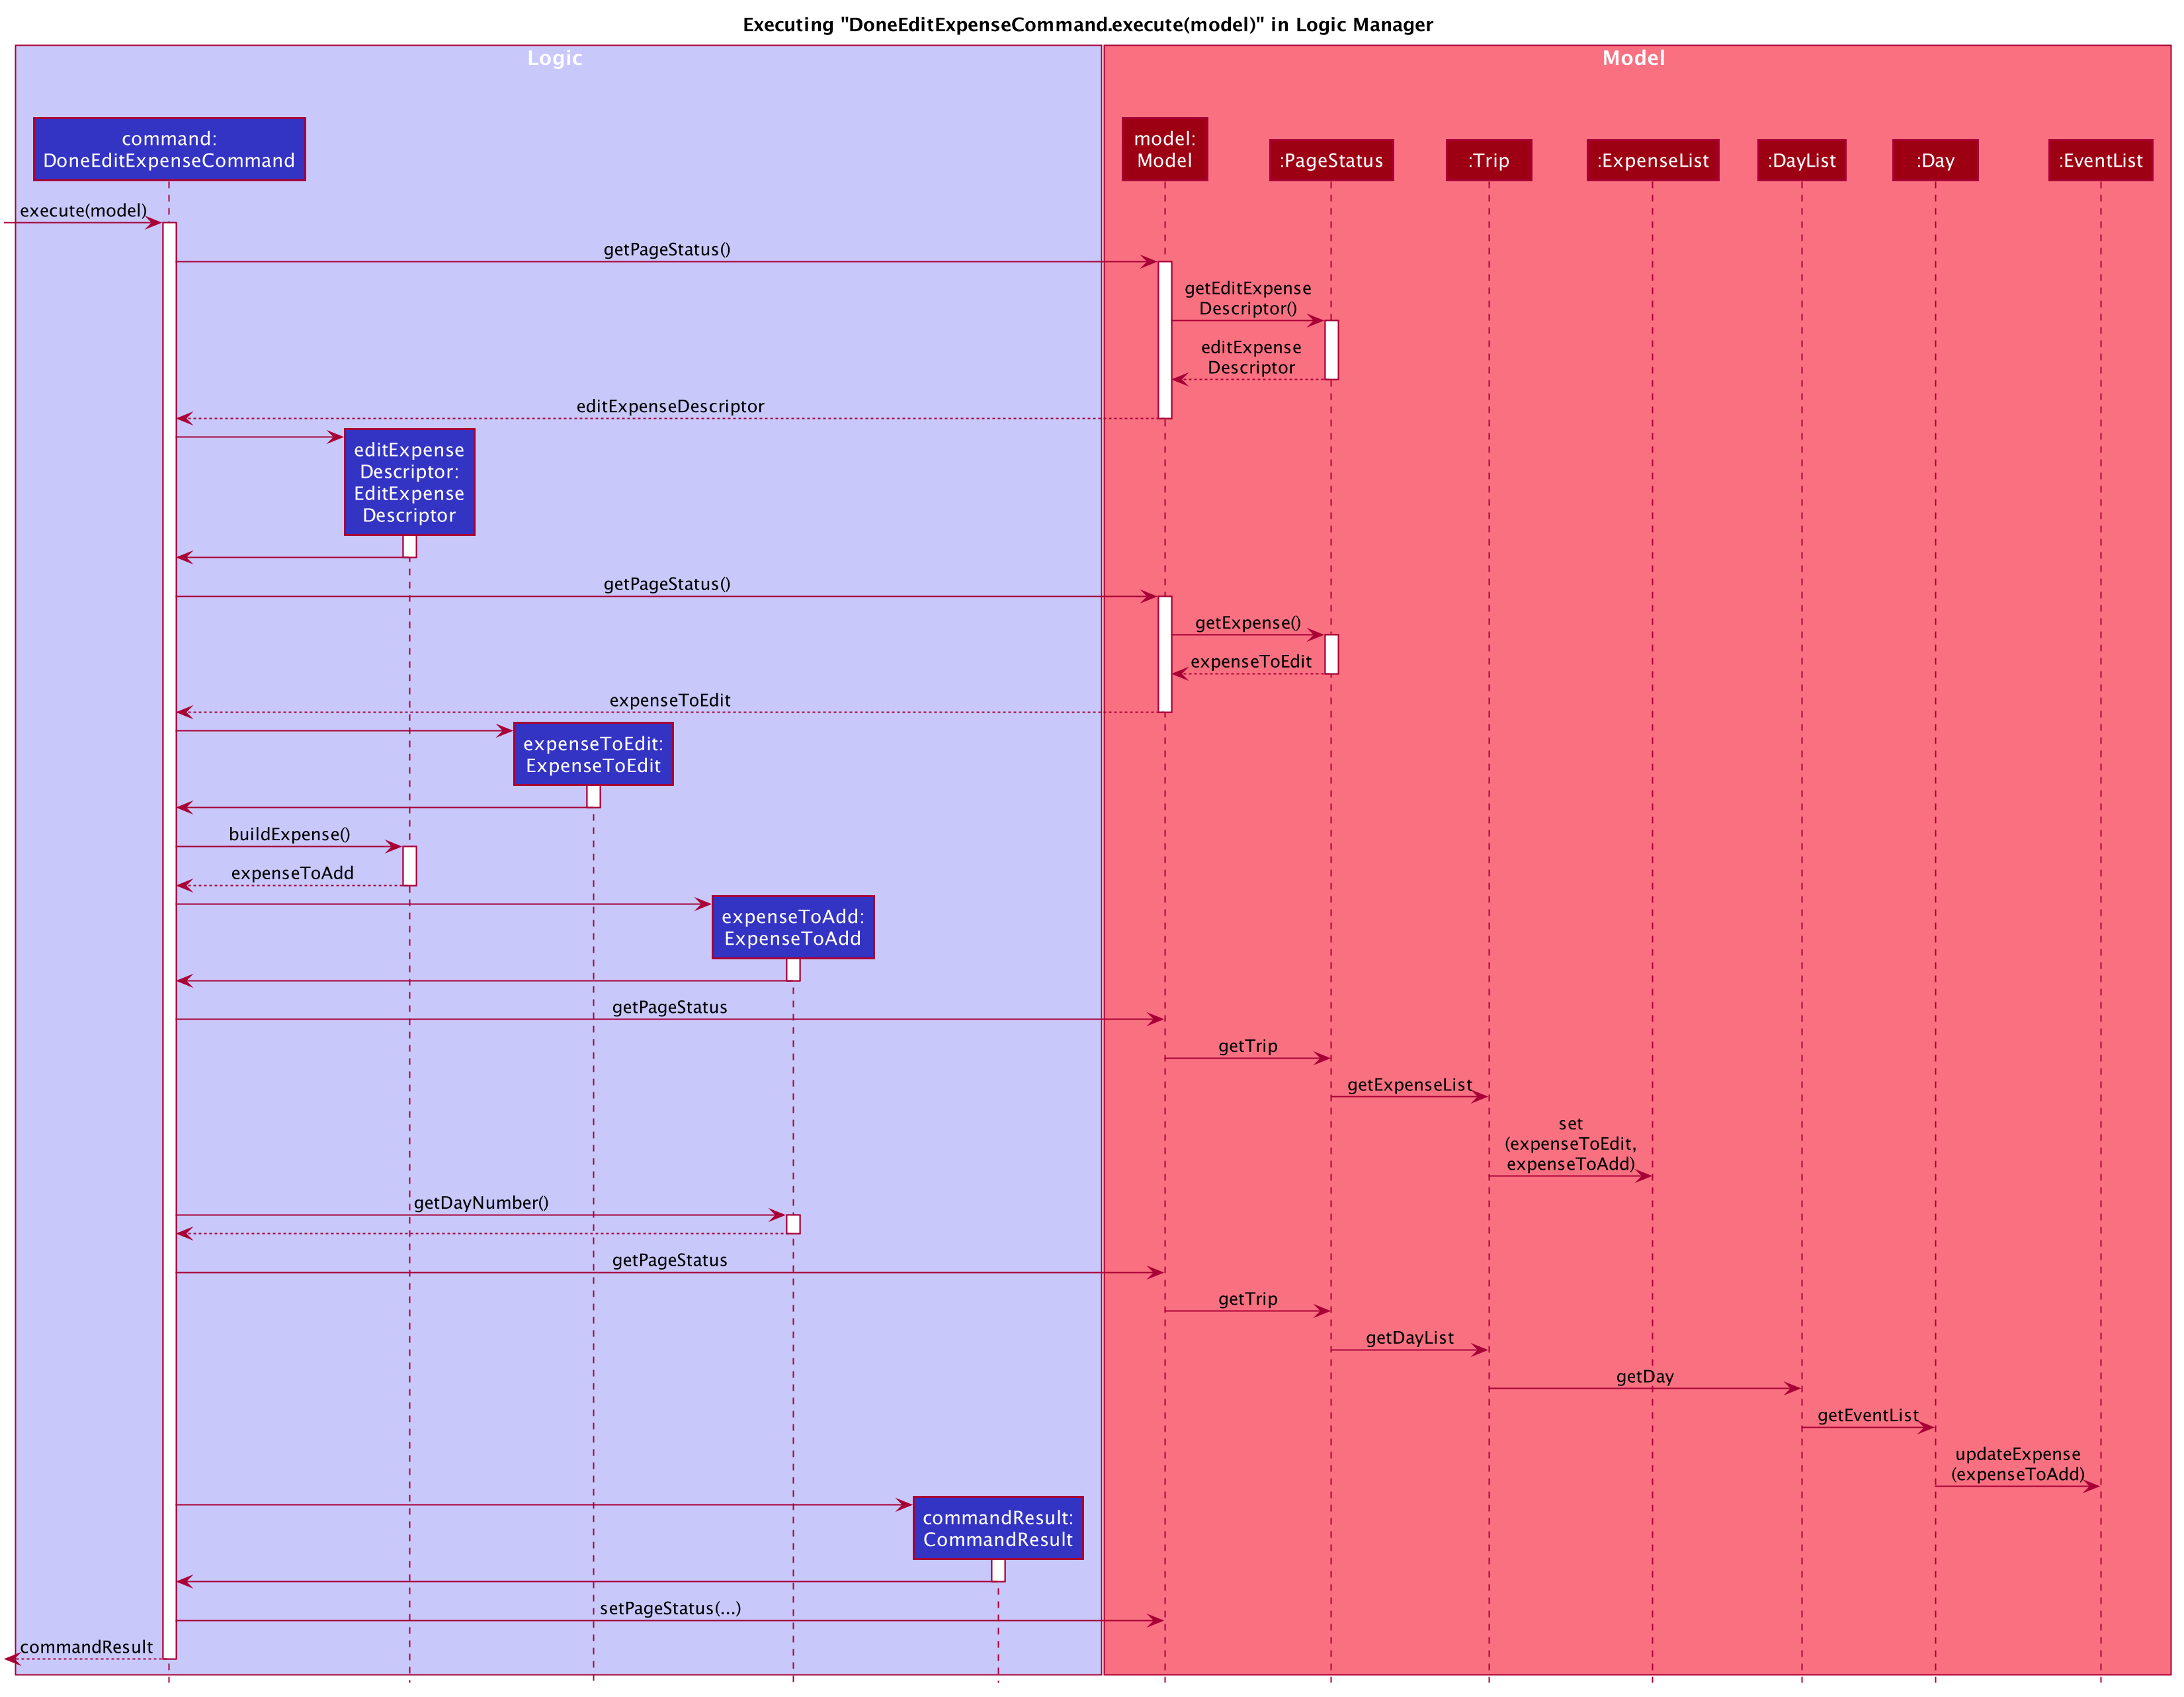 Executing "DoneEditExpenseCommand.execute(model)" in Logic Manager
Logic
Model
command:
DoneEditExpenseCommand
model:
Model
:PageStatus
:Trip
:ExpenseList
:DayList
:Day
:EventList
execute(model)
getPageStatus()
getEditExpense
Descriptor()
editExpense
Descriptor
editExpenseDescriptor
editExpense
Descriptor:
EditExpense
Descriptor
getPageStatus()
getExpense()
expenseToEdit
expenseToEdit
expenseToEdit:
ExpenseToEdit
buildExpense()
expenseToAdd
expenseToAdd:
ExpenseToAdd
getPageStatus
getTrip
getExpenseList
set
(expenseToEdit,
expenseToAdd)
getDayNumber()
getPageStatus
getTrip
getDayList
getDay
getEventList
updateExpense
(expenseToAdd)
commandResult:
CommandResult
setPageStatus(...)
commandResult